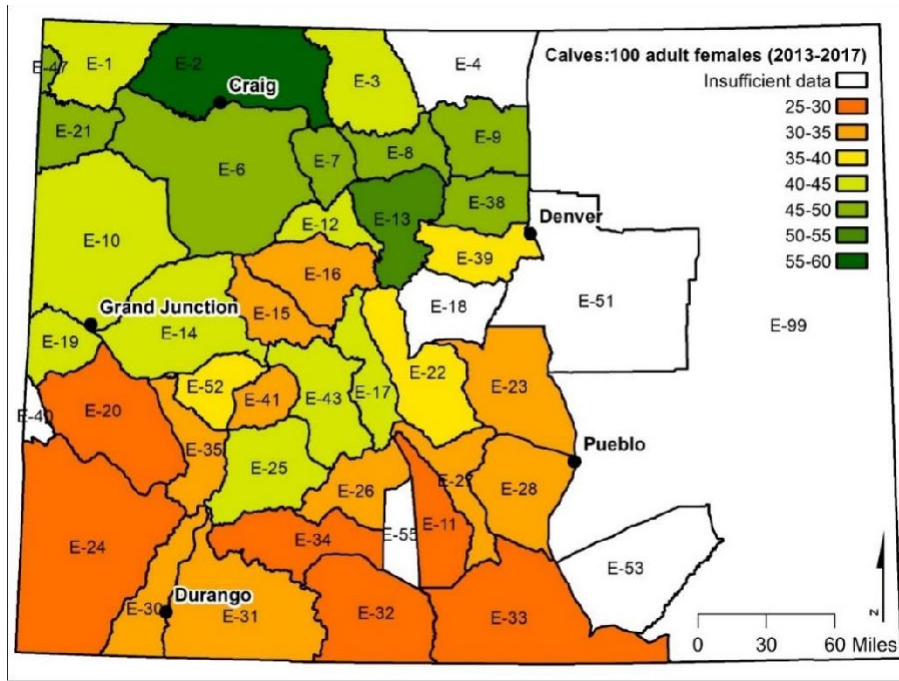 Calves:100 adult females (2013-2017)
Insufficient data
25-30
30-35
35-40
40-45
45-50
50-55
55-60
E-47
E-1
E-2
Craig
E-3
E-4
E-21
E-6
E-7
E-8
E-9
E-10
E-12
E-13
E-38
Denver
E-39
E-16
E-15
E-18
E-51
E-99
Grand Junction
E-19
E-14
E-52
E-41
E-43
E-17
E-22
E-23
E-40
E-20
E-35
E-25
Pueblo
E-26
E-27
E-28
E-24
E-34
E-55
E-11
E-53
Durango
E-30
E-31
E-32
E-33
z
0 30 60 Miles